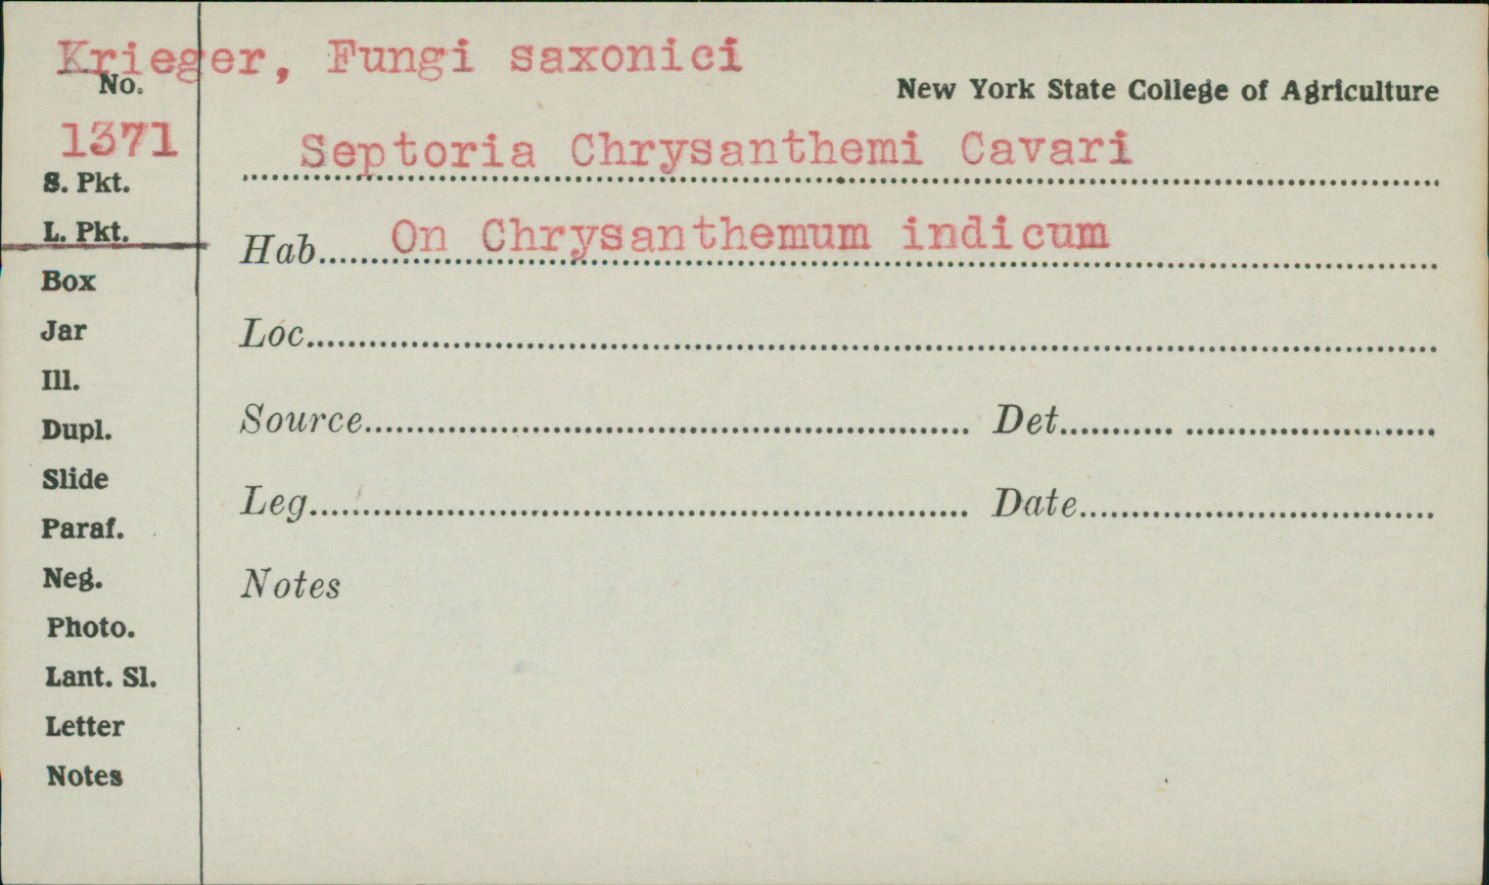 Krieger, Fungi saxonici
No.
New York State College of Agriculture
1371
Septoria Chrysanthemi Cavari
S. Pkt.
L. Pkt.
Hab. On Chrysanthemum indicum
Box
Jar
Loc.
Ill.
Dupl.
Source Det.
Slide
Leg. Date
Paraf.
Neg.
Notes
Photo.
Lant. Sl.
Letter
Notes